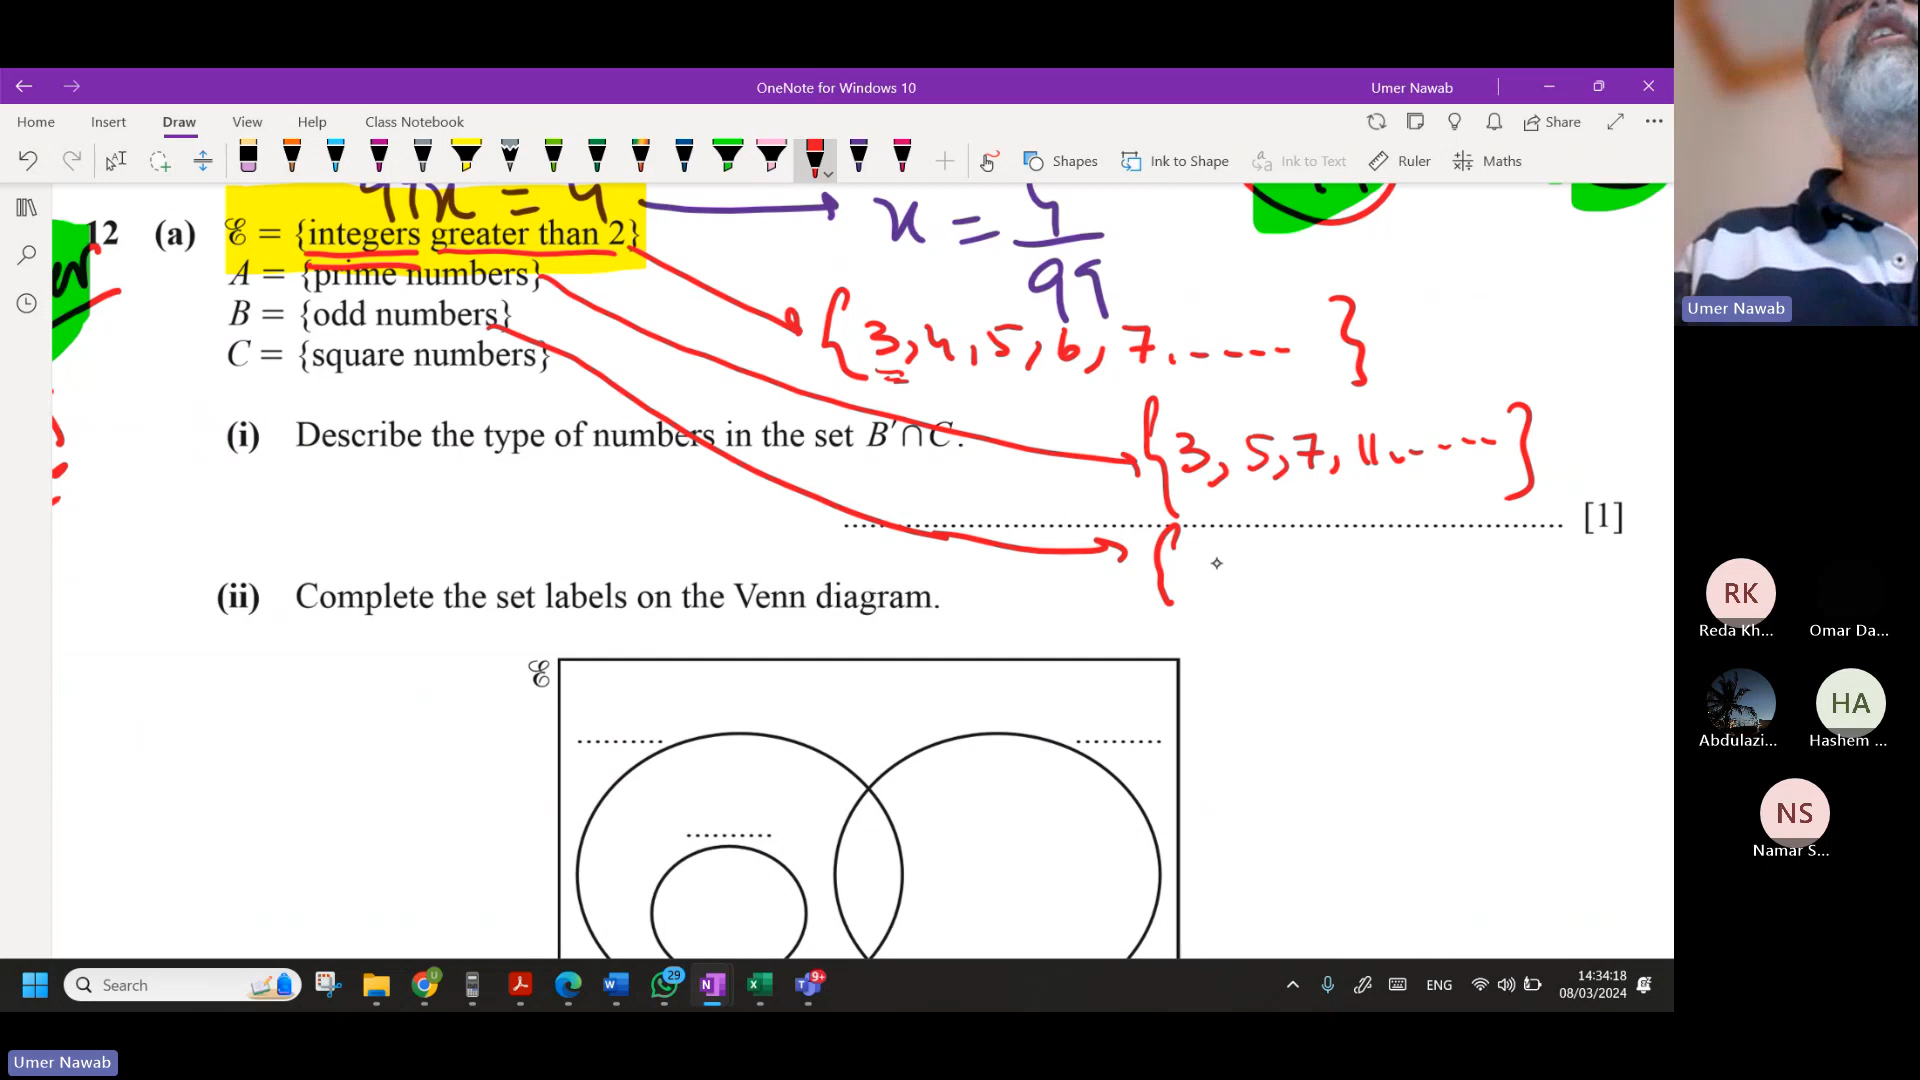 OneNote for Windows 10
Umer Nawab
Home Insert Draw View Help Class Notebook
Share
Shapes Ink to Shape Ink to Text Ruler Maths
x = 4/99
12 (a) ℰ = {integers greater than 2}
A = {prime numbers}
B = {odd numbers}
C = {square numbers}
{3, 4, 5, 6, 7, ----- }
(i) Describe the type of numbers in the set B′∩C.
{3, 5, 7, 11, ----- }
.................................................. [1]
{
(ii) Complete the set labels on the Venn diagram.
ℰ
..........
..........
..........
Umer Nawab
RK
Reda Kh...
Omar Da...
Abdulazi...
HA
Hashem ...
NS
Namar S...
Search
U
29
9+
ENG
14:34:18
08/03/2024
Umer Nawab